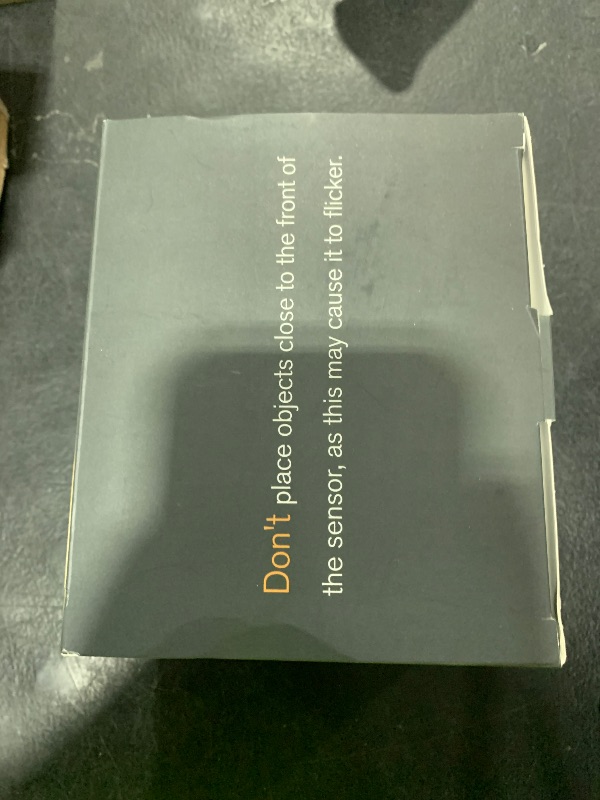 Don't place objects close to the front of
the sensor, as this may cause it to flicker.